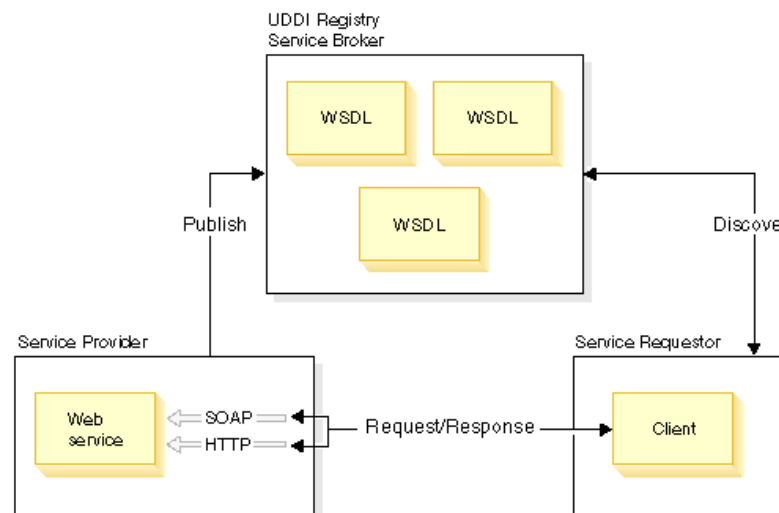 UDDI Registry
Service Broker
WSDL
WSDL
WSDL
Publish
Discove
Service Provider
Service Requestor
Web
service
SOAP
HTTP
Request/Response
Client